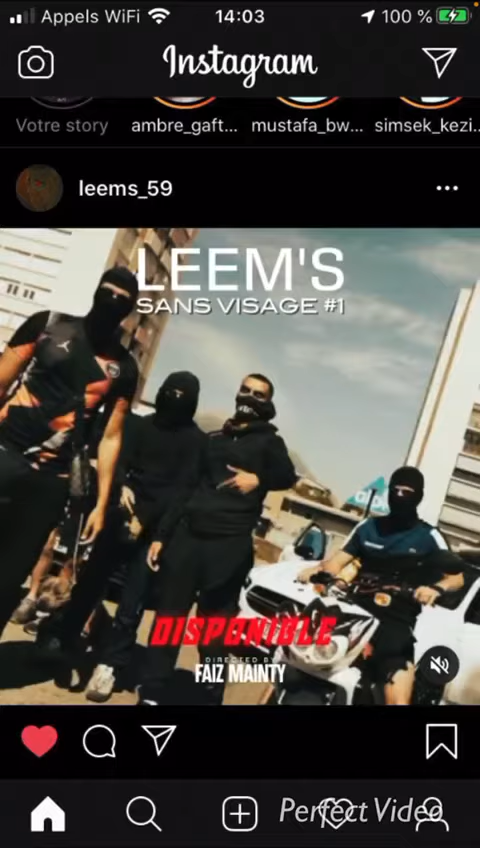 Appels WiFi 14:03 100 %
Instagram
Votre story ambre_gaft... mustafa_bw... simsek_kezi...
leems_59
LEEM'S
SANS VISAGE #1
DISPONIBLE
DIRECTED BY
FAIZ MAINTY
Perfect Video